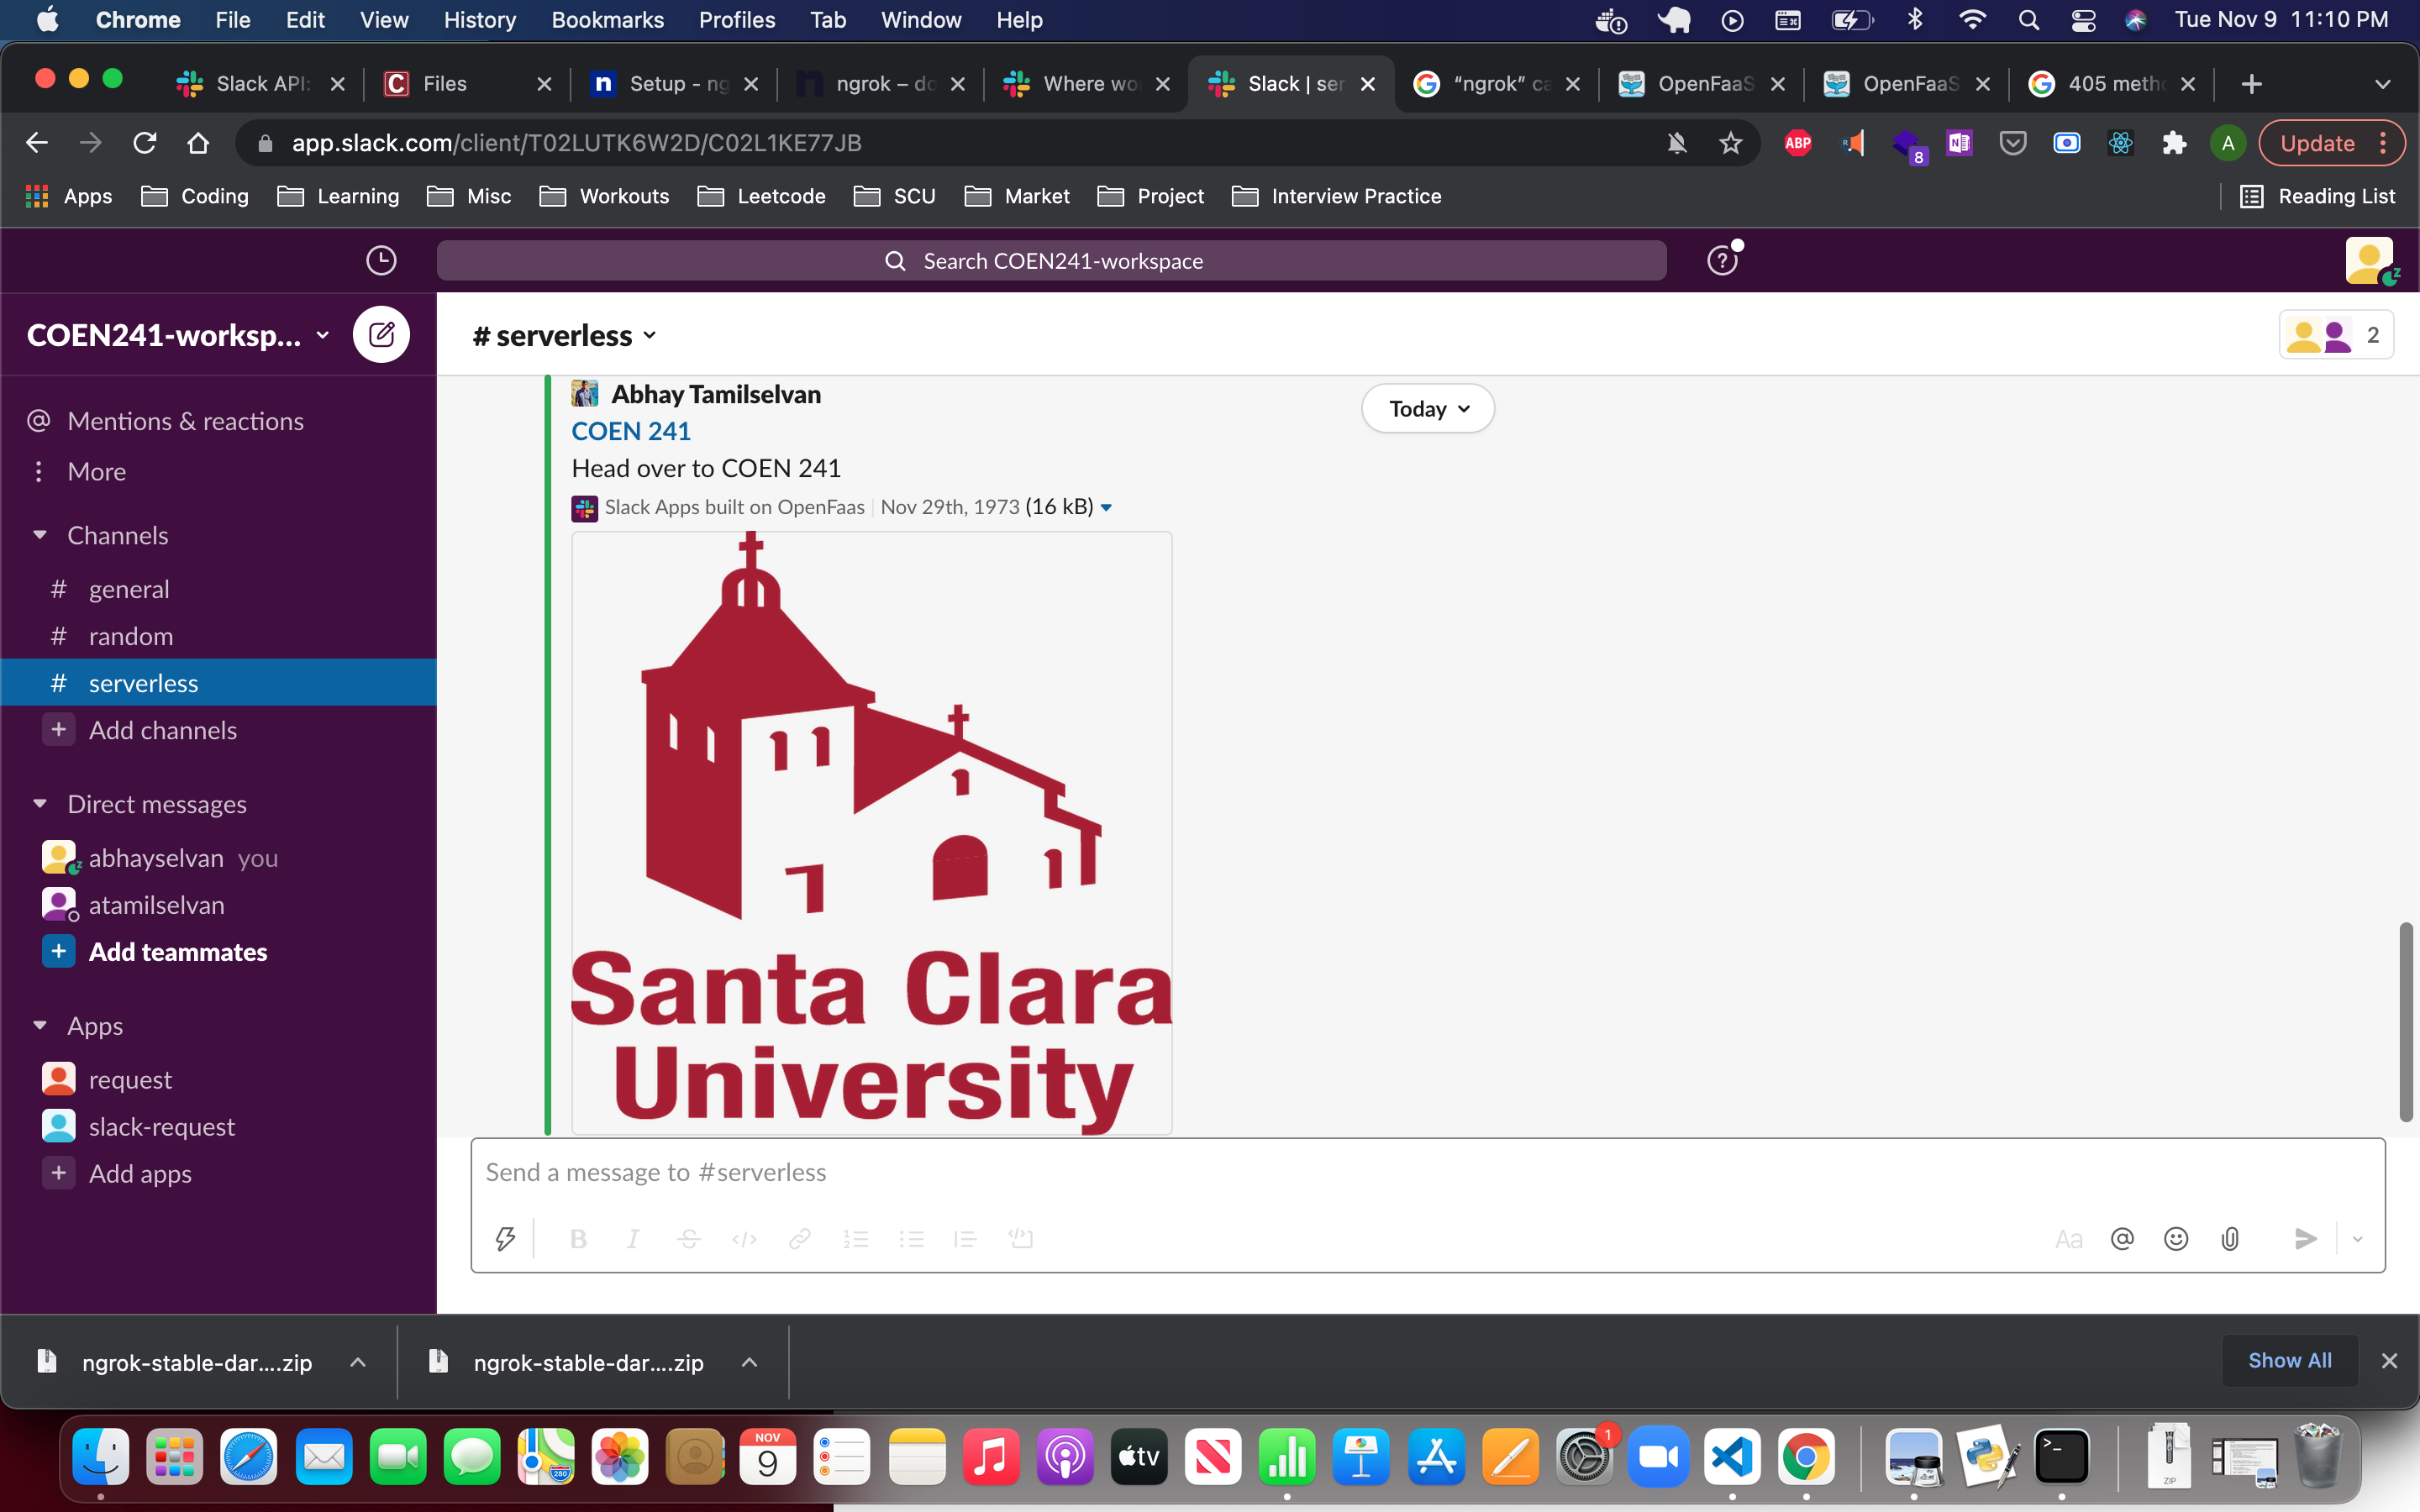 Chrome File Edit View History Bookmarks Profiles Tab Window Help Tue Nov 9 11:10 PM
Slack API: Files Setup - ng ngrok – do Where wo Slack | ser “ngrok” ca OpenFaaS OpenFaaS 405 meth
app.slack.com/client/T02LUTK6W2D/C02L1KE77JB ABP 8 A Update
Apps Coding Learning Misc Workouts Leetcode SCU Market Project Interview Practice Reading List
Search COEN241-workspace
COEN241-worksp...
# serverless
2
Mentions & reactions
More
Channels
# general
# random
# serverless
+ Add channels
Direct messages
abhayselvan you
atamilselvan
+ Add teammates
Apps
request
slack-request
+ Add apps
Today
Abhay Tamilselvan
COEN 241
Head over to COEN 241
Slack Apps built on OpenFaas | Nov 29th, 1973 (16 kB)
Santa Clara
University
Send a message to #serverless
B I S </> Aa @
ngrok-stable-dar....zip ngrok-stable-dar....zip Show All
NOV
9
280
tv
1
ZIP